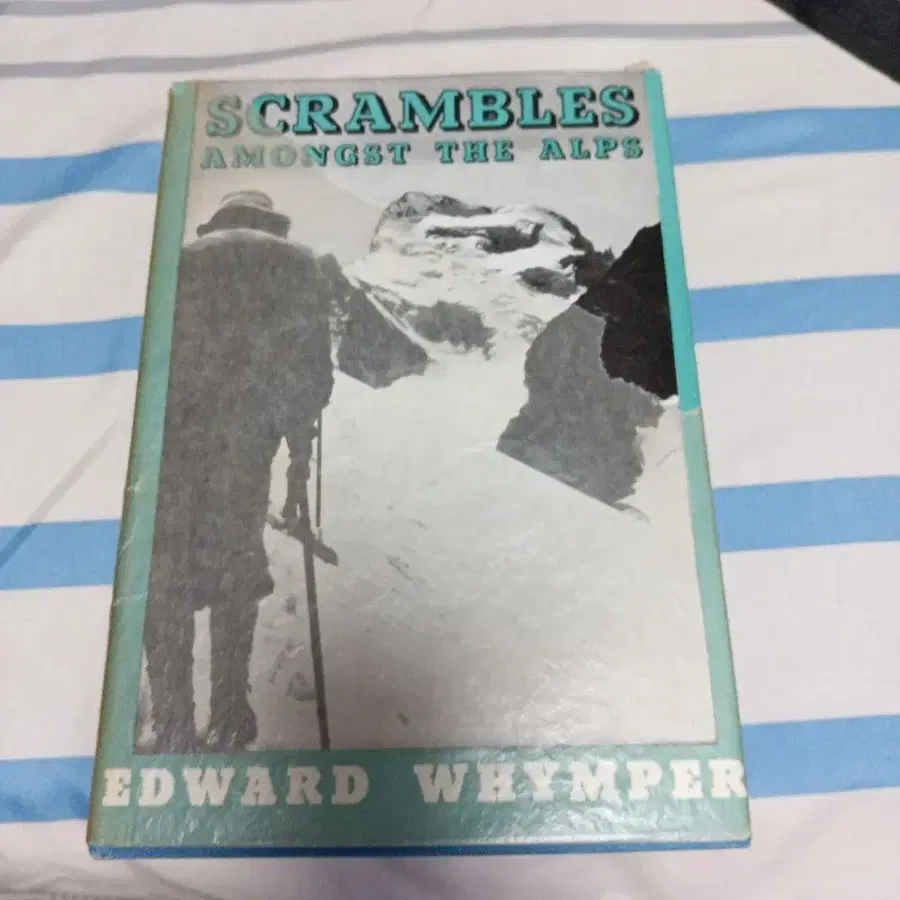 SCRAMBLES
AMONGST THE ALPS
EDWARD WHYMPER